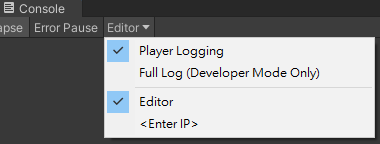 Console
apse Error Pause Editor
Player Logging
Full Log (Developer Mode Only)
Editor
<Enter IP>